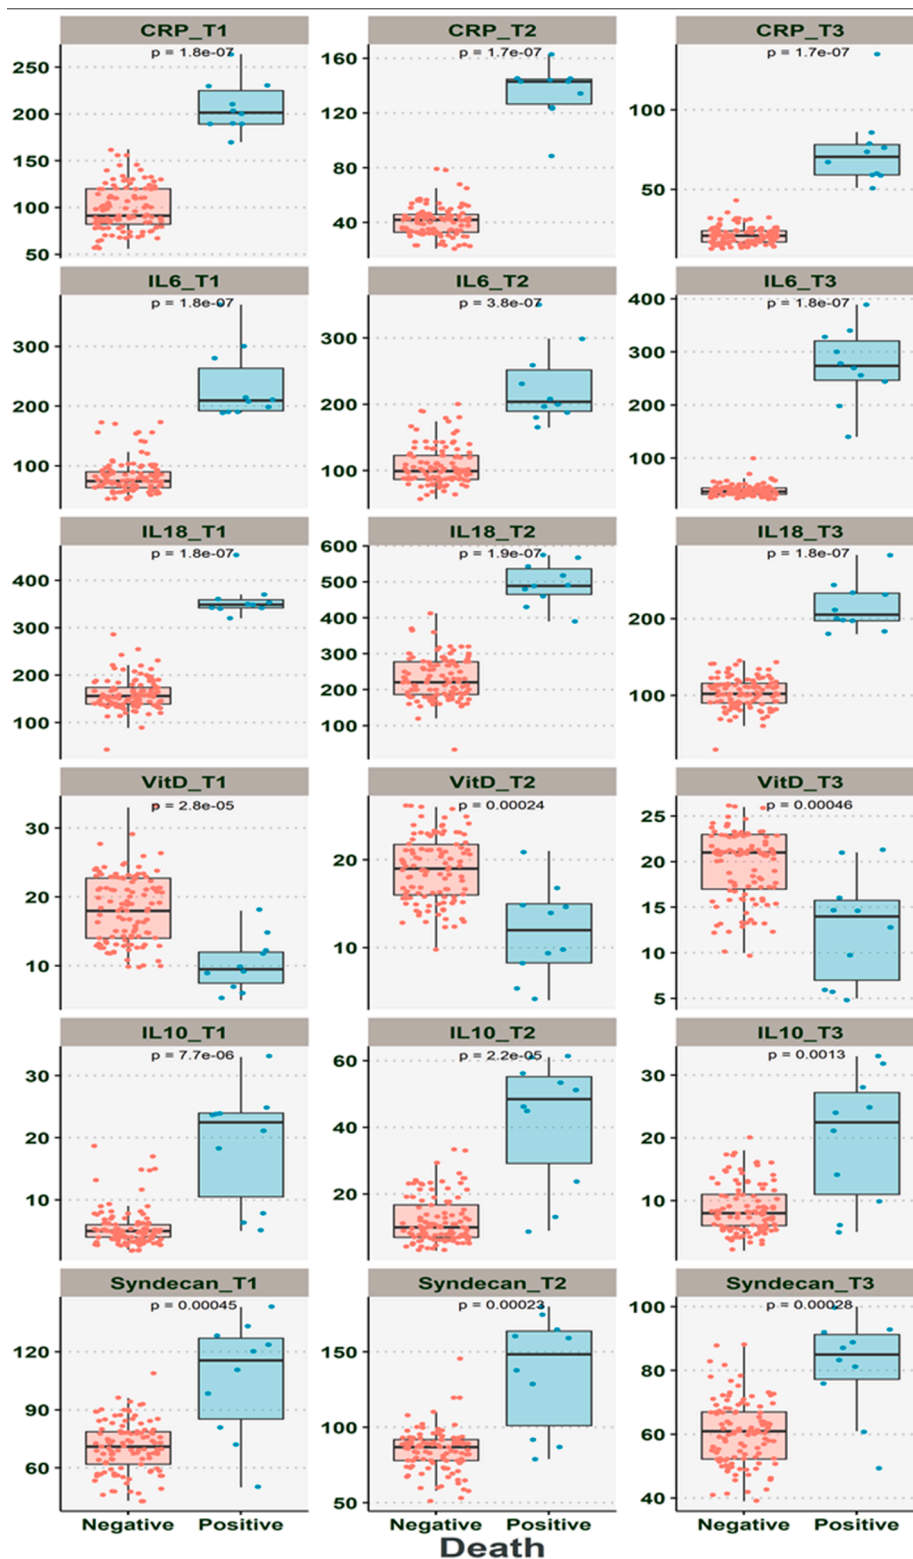 CRP_T1 CRP_T2 CRP_T3
p = 1.8e-07 p = 1.7e-07 p = 1.7e-07
250 160
200 120 100
150 80
100 40 50
50
IL6_T1 IL6_T2 IL6_T3
p = 1.8e-07 p = 3.8e-07 p = 1.8e-07
300 300 400
200 200 300
100 100 200
100
IL18_T1 IL18_T2 IL18_T3
p = 1.8e-07 p = 1.9e-07 p = 1.8e-07
400 600
300 500 200
200 400
100 300 100
200
100
VitD_T1 VitD_T2 VitD_T3
p = 2.8e-05 p = 0.00024 p = 0.00046
30 20 25
20 10 20
10 15
10
5
IL10_T1 IL10_T2 IL10_T3
p = 7.7e-06 p = 2.2e-05 p = 0.0013
30 60 30
20 40 20
10 20 10
Syndecan_T1 Syndecan_T2 Syndecan_T3
p = 0.00045 p = 0.00023 p = 0.00028
120 150 100
90 100 80
60 50 60
40
Negative Positive Negative Positive Negative Positive
Death